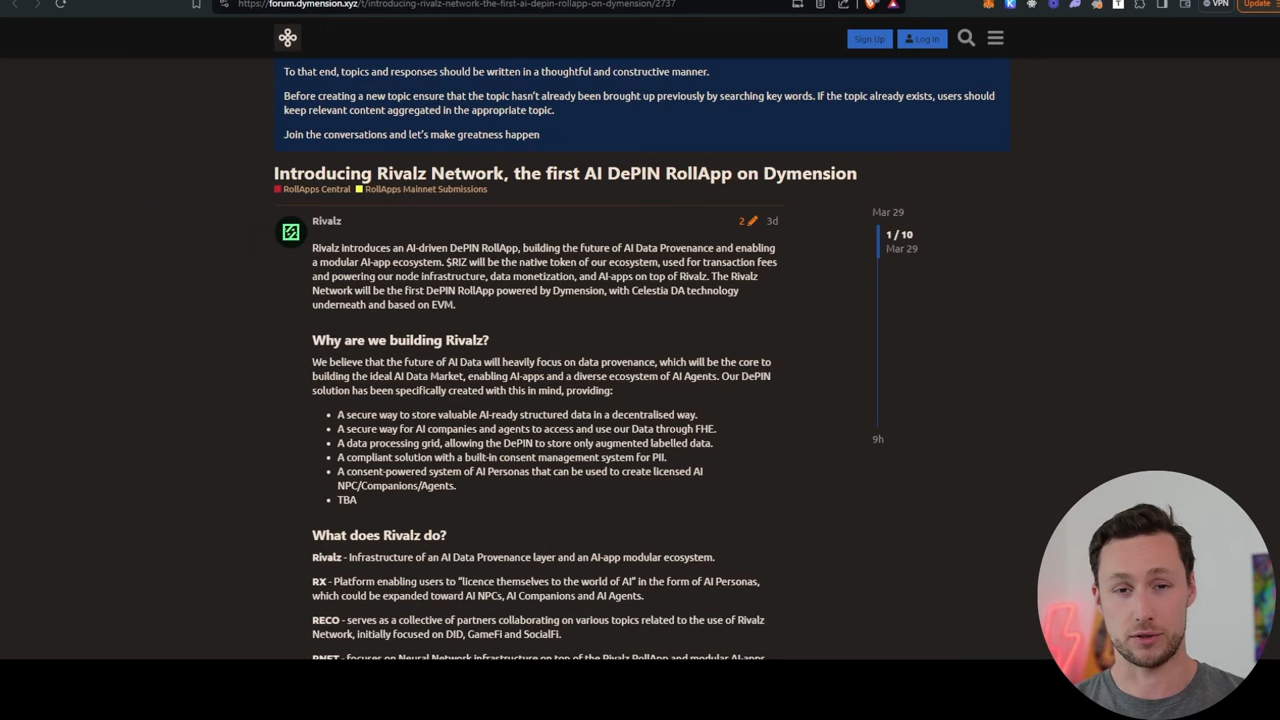 https://forum.dymension.xyz/t/introducing-rivalz-network-the-first-ai-depin-rollapp-on-dymension/2737
VPN
Update
Sign Up
Log In
To that end, topics and responses should be written in a thoughtful and constructive manner.
Before creating a new topic ensure that the topic hasn't already been brought up previously by searching key words. If the topic already exists, users should
keep relevant content aggregated in the appropriate topic.
Join the conversations and let's make greatness happen
Introducing Rivalz Network, the first AI DePIN RollApp on Dymension
RollApps Central RollApps Mainnet Submissions
Rivalz
2
3d
Rivalz introduces an AI-driven DePIN RollApp, building the future of AI Data Provenance and enabling
a modular AI-app ecosystem. $RIZ will be the native token of our ecosystem, used for transaction fees
and powering our node infrastructure, data monetization, and AI-apps on top of Rivalz. The Rivalz
Network will be the first DePIN RollApp powered by Dymension, with Celestia DA technology
underneath and based on EVM.
Why are we building Rivalz?
We believe that the future of AI Data will heavily focus on data provenance, which will be the core to
building the ideal AI Data Market, enabling AI-apps and a diverse ecosystem of AI Agents. Our DePIN
solution has been specifically created with this in mind, providing:
• A secure way to store valuable AI-ready structured data in a decentralised way.
• A secure way for AI companies and agents to access and use our Data through FHE.
• A data processing grid, allowing the DePIN to store only augmented labelled data.
• A compliant solution with a built-in consent management system for PII.
• A consent-powered system of AI Personas that can be used to create licensed AI
NPC/Companions/Agents.
• TBA
What does Rivalz do?
Rivalz - Infrastructure of an AI Data Provenance layer and an AI-app modular ecosystem.
RX - Platform enabling users to "licence themselves to the world of AI" in the form of AI Personas,
which could be expanded toward AI NPCs, AI Companions and AI Agents.
RECO - serves as a collective of partners collaborating on various topics related to the use of Rivalz
Network, initially focused on DID, GameFi and SocialFi.
RNET - focuses on Neural Network infrastructure on top of the Rivalz RollApp and modular AI-apps
Mar 29
1 / 10
Mar 29
9h